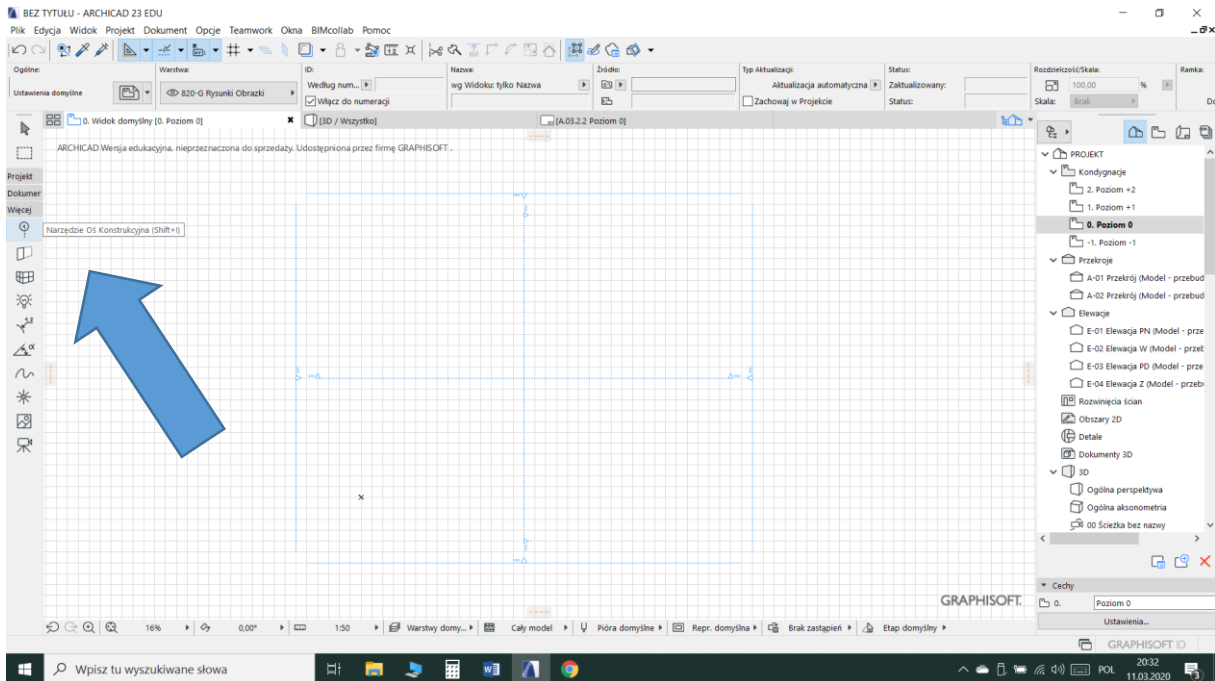 BEZ TYTUŁU - ARCHICAD 23 EDU
Plik Edycja Widok Projekt Dokument Opcje Teamwork Okna BIMcollab Pomoc
Ogólne: Warstwa: ID: Nazwa: Źródło: Typ Aktualizacji: Status: Rozdzielczość/Skala: Ramka:
Ustawienia domyślne 820-G Rysunki Obrazki Według num... wg Widoku: tylko Nazwa Aktualizacja automatyczna Zaktualizowany: 100,00 %
Włącz do numeracji Zachowaj w Projekcie Status: Skala: Brak
0. Widok domyślny [0. Poziom 0] [3D / Wszystko] [A.03.2.2 Poziom 0]
ARCHICAD Wersja edukacyjna, nieprzeznaczona do sprzedaży. Udostępniona przez firmę GRAPHISOFT .
Projekt
Dokumer
Więcej
Narzędzie Oś Konstrukcyjna (Shift+I)
1,2
α
PROJEKT
Kondygnacje
2. Poziom +2
1. Poziom +1
0. Poziom 0
-1. Poziom -1
Przekroje
A-01 Przekrój (Model - przebud
A-02 Przekrój (Model - przebud
Elewacje
E-01 Elewacja PN (Model - prze
E-02 Elewacja W (Model - przeb
E-03 Elewacja PD (Model - prze
E-04 Elewacja Z (Model - przebu
Rozwinięcia ścian
Obszary 2D
Detale
Dokumenty 3D
3D
Ogólna perspektywa
Ogólna aksonometria
00 Ścieżka bez nazwy
Cechy
0. Poziom 0
Ustawienia...
GRAPHISOFT.
16% 0,00° 1:50 Warstwy domy... Cały model Pióra domyślne Repr. domyślna Brak zastąpień Etap domyślny
GRAPHISOFT ID
Wpisz tu wyszukiwane słowa
POL
20:32
11.03.2020
3